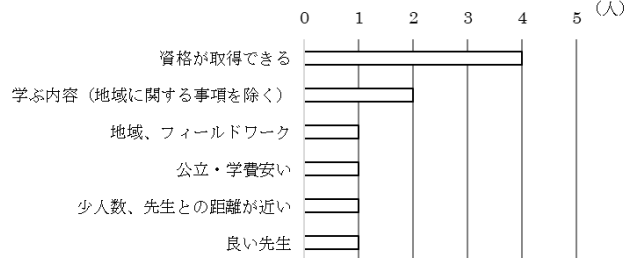 0 1 2 3 4 5 （人）
資格が取得できる
学ぶ内容（地域に関する事項を除く）
地域、フィールドワーク
公立・学費安い
少人数、先生との距離が近い
良い先生